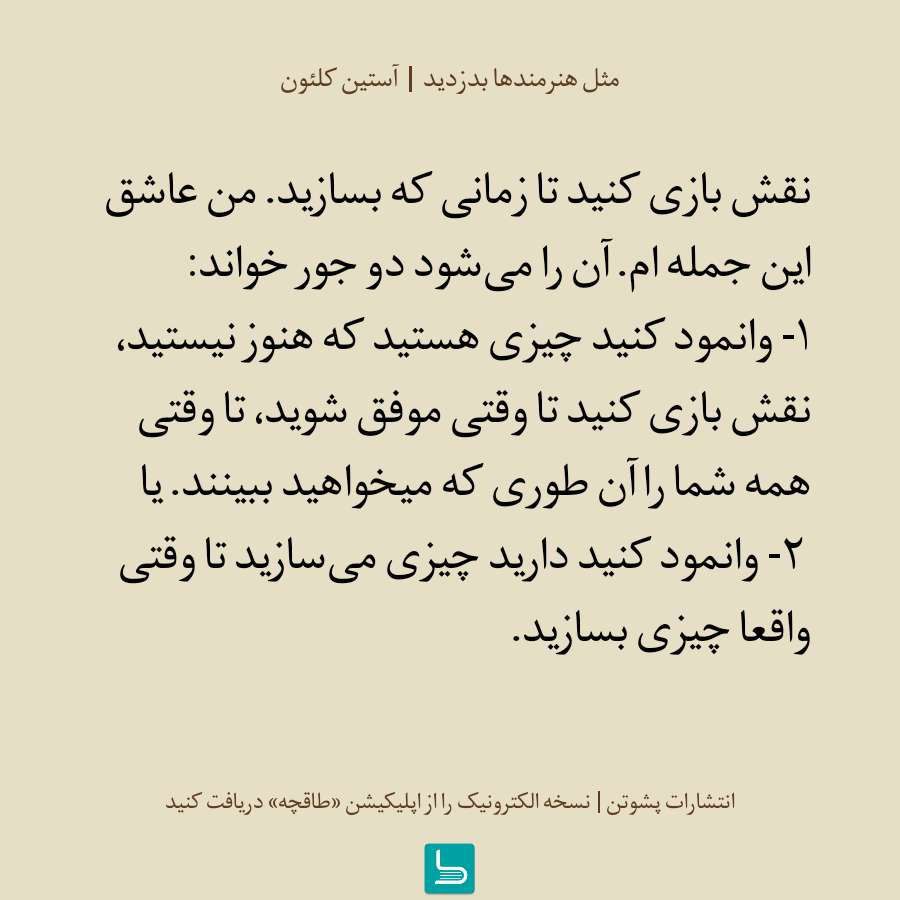 مثل هنرمندها بدزدید | آستین کلئون
نقش بازی کنید تا زمانی که بسازید. من عاشق
این جمله ام. آن را می‌شود دو جور خواند:
۱- وانمود کنید چیزی هستید که هنوز نیستید،
نقش بازی کنید تا وقتی موفق شوید، تا وقتی
همه شما را آن طوری که میخواهید ببینند. یا
۲- وانمود کنید دارید چیزی می‌سازید تا وقتی
واقعا چیزی بسازید.
انتشارات پشوتن | نسخه الکترونیک را از اپلیکیشن «طاقچه» دریافت کنید